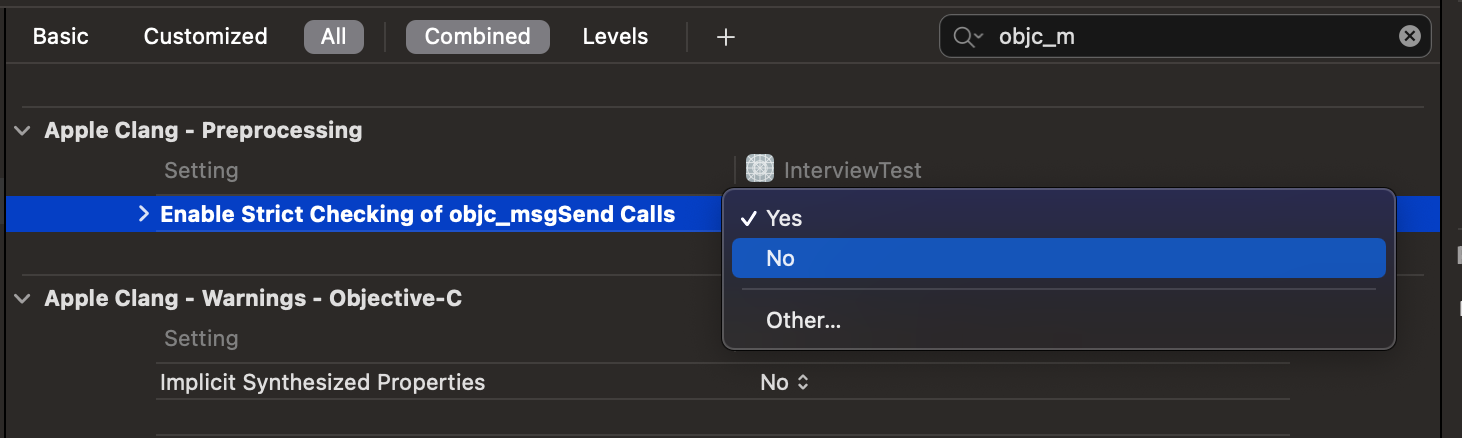 Basic Customized All Combined Levels + objc_m
Apple Clang - Preprocessing
Setting InterviewTest
Enable Strict Checking of objc_msgSend Calls
Yes
No
Other...
Apple Clang - Warnings - Objective-C
Setting
Implicit Synthesized Properties No